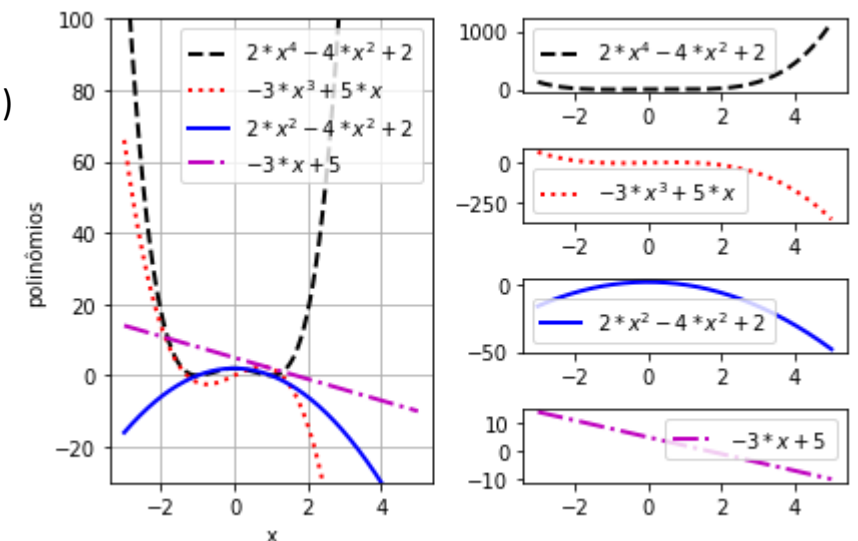 )
100
80
60
40
20
0
−20
polinômios
−2 0 2 4
x
2 * x⁴ − 4 * x² + 2
−3 * x³ + 5 * x
2 * x² − 4 * x² + 2
−3 * x + 5
1000
0
2 * x⁴ − 4 * x² + 2
−2 0 2 4
0
−250
−3 * x³ + 5 * x
−2 0 2 4
0
−50
2 * x² − 4 * x² + 2
−2 0 2 4
10
0
−10
−3 * x + 5
−2 0 2 4